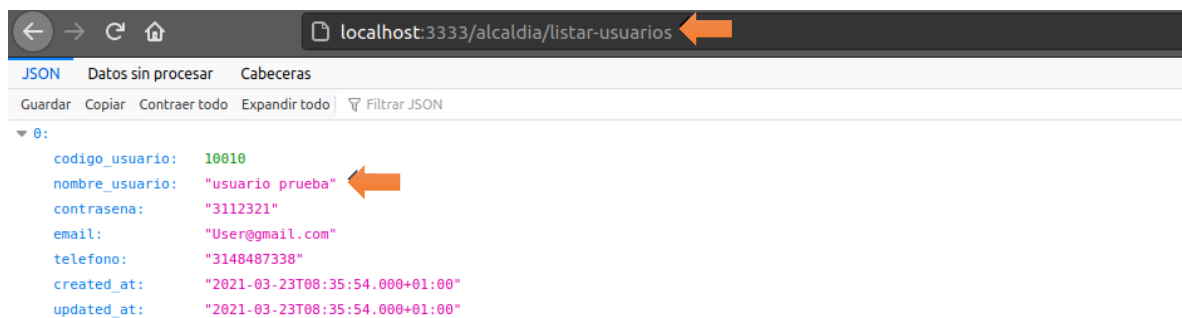 localhost:3333/alcaldia/listar-usuarios
JSON Datos sin procesar Cabeceras
Guardar Copiar Contraer todo Expandir todo Filtrar JSON
0:
codigo_usuario: 10010
nombre_usuario: "usuario prueba"
contrasena: "3112321"
email: "User@gmail.com"
telefono: "3148487338"
created_at: "2021-03-23T08:35:54.000+01:00"
updated_at: "2021-03-23T08:35:54.000+01:00"